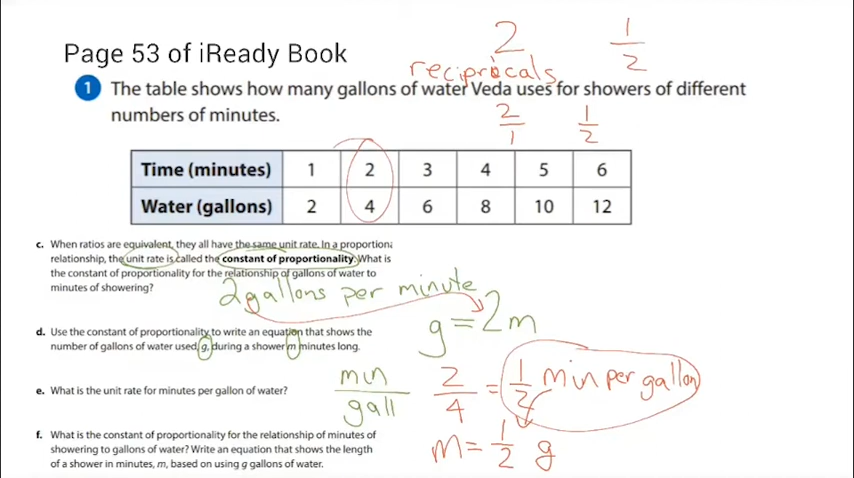 2 1/2
Page 53 of iReady Book
reciprocals
1 The table shows how many gallons of water Veda uses for showers of different
numbers of minutes.
2/1 1/2
Time (minutes) 1 2 3 4 5 6
Water (gallons) 2 4 6 8 10 12
c. When ratios are equivalent, they all have the same unit rate. In a proportiona
relationship, the unit rate is called the constant of proportionality. What is
the constant of proportionality for the relationship of gallons of water to
minutes of showering?
2 gallons per minute
d. Use the constant of proportionality to write an equation that shows the
number of gallons of water used, g, during a shower m minutes long.
g = 2m
e. What is the unit rate for minutes per gallon of water?
min/gall 2/4 = 1/2 min per gallon
f. What is the constant of proportionality for the relationship of minutes of
showering to gallons of water? Write an equation that shows the length
of a shower in minutes, m, based on using g gallons of water.
m = 1/2 g